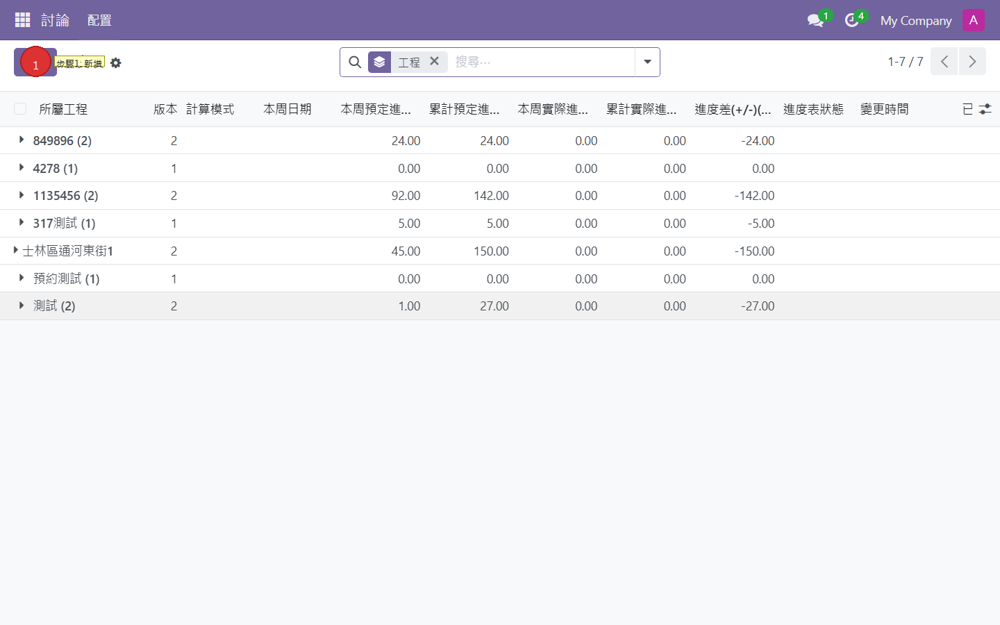 討論 配置 1 4 My Company A
1 步驟1: 新增 工程 搜尋... 1-7 / 7
所屬工程 版本 計算模式 本周日期 本周預定進... 累計預定進... 本周實際進... 累計實際進... 進度差(+/-)(... 進度表狀態 變更時間
849896 (2) 2 24.00 24.00 0.00 0.00 -24.00
4278 (1) 1 0.00 0.00 0.00 0.00 0.00
1135456 (2) 2 92.00 142.00 0.00 0.00 -142.00
317測試 (1) 1 5.00 5.00 0.00 0.00 -5.00
士林區通河東街1 2 45.00 150.00 0.00 0.00 -150.00
預約測試 (1) 1 0.00 0.00 0.00 0.00 0.00
測試 (2) 2 1.00 27.00 0.00 0.00 -27.00